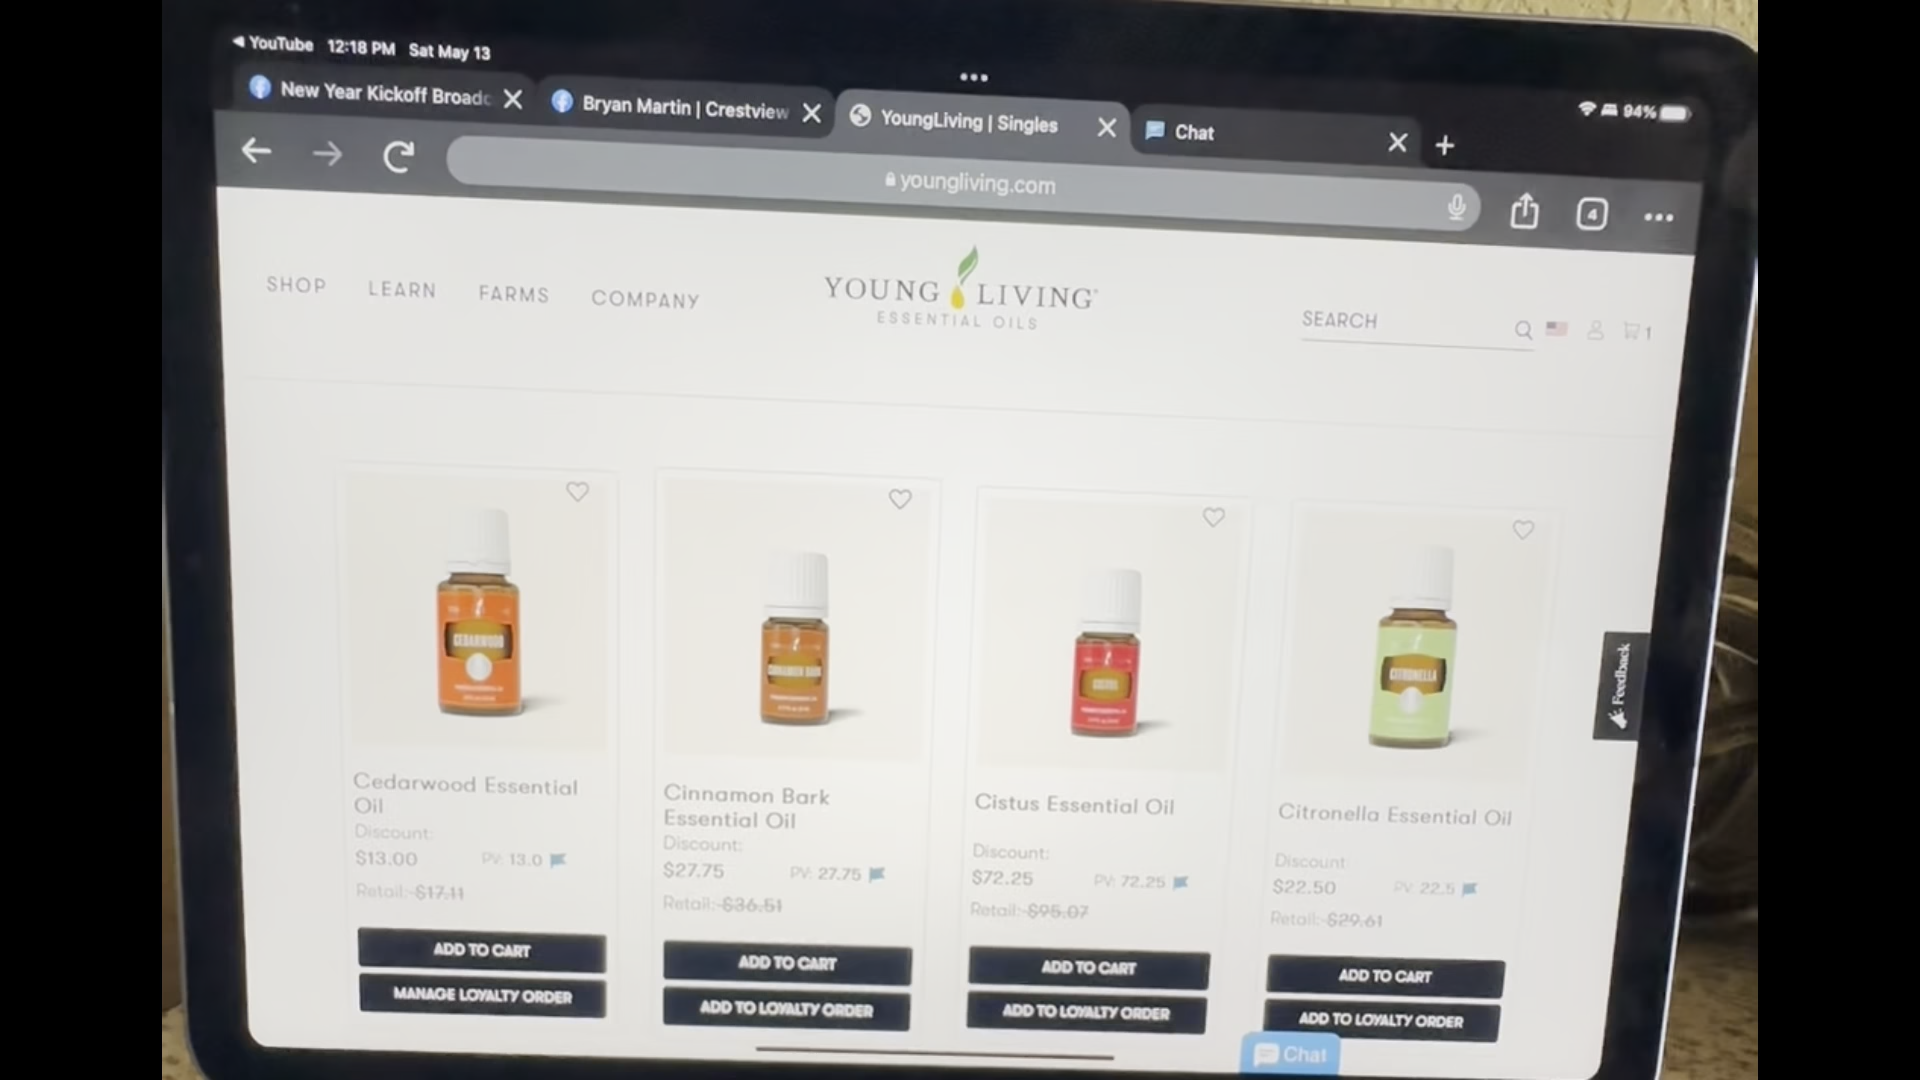 YouTube 12:18 PM Sat May 13
94%
New Year Kickoff Broadc
Bryan Martin | Crestview
YoungLiving | Singles
Chat
youngliving.com
4
SHOP LEARN FARMS COMPANY
YOUNG LIVING
ESSENTIAL OILS
SEARCH
1
CEDARWOOD
CINNAMON BARK
CISTUS
CITRONELLA
Feedback
Cedarwood Essential
Oil
Discount:
$13.00 PV: 13.0
Retail: $17.11
ADD TO CART
MANAGE LOYALTY ORDER
Cinnamon Bark
Essential Oil
Discount:
$27.75 PV: 27.75
Retail: $36.51
ADD TO CART
ADD TO LOYALTY ORDER
Cistus Essential Oil
Discount:
$72.25 PV: 72.25
Retail: $95.07
ADD TO CART
ADD TO LOYALTY ORDER
Citronella Essential Oil
Discount:
$22.50 PV: 22.5
Retail: $29.61
ADD TO CART
ADD TO LOYALTY ORDER
Chat